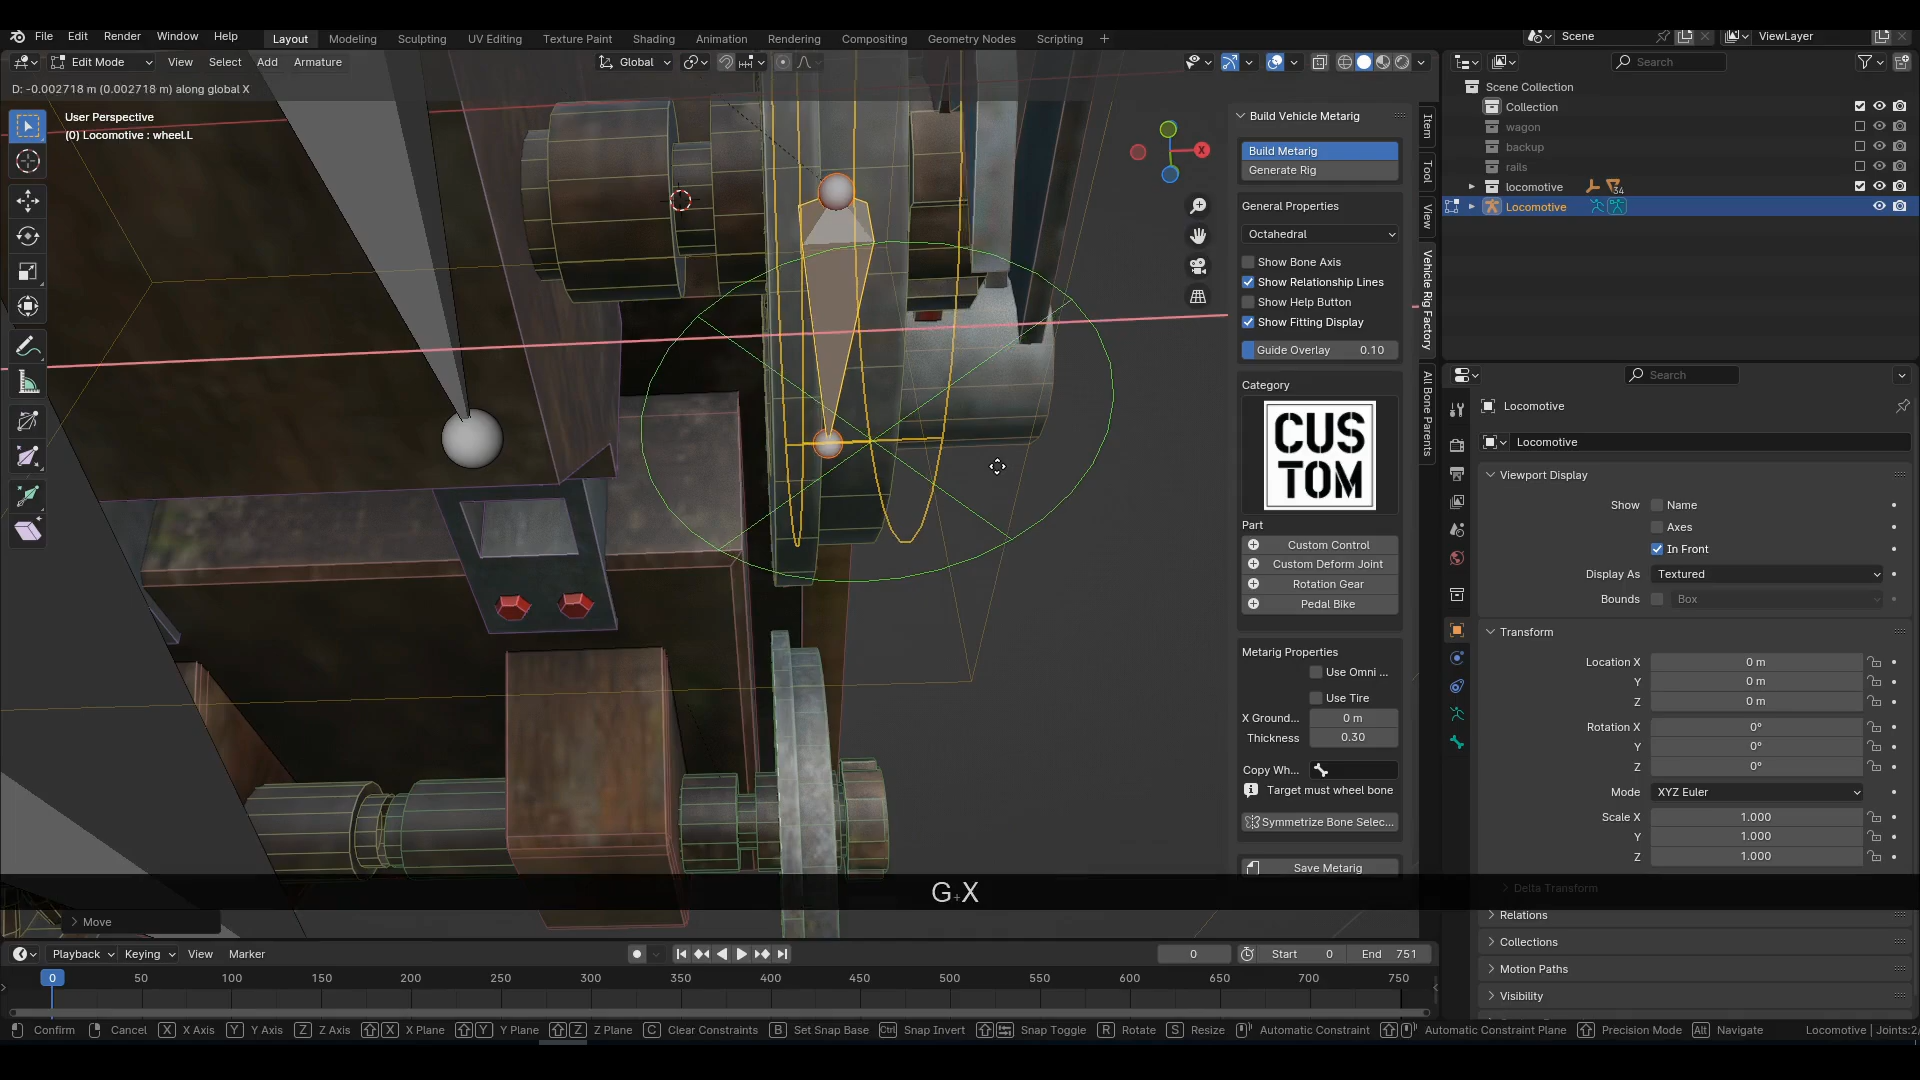 File Edit Render Window Help Layout Modeling Sculpting UV Editing Texture Paint Shading Animation Rendering Compositing Geometry Nodes Scripting + Scene ViewLayer
Edit Mode View Select Add Armature Global Search
D: -0.002718 m (0.002718 m) along global X
User Perspective
(0) Locomotive : wheel.L
X
Build Vehicle Metarig
Build Metarig
Generate Rig
General Properties
Octahedral
Show Bone Axis
Show Relationship Lines
Show Help Button
Show Fitting Display
Guide Overlay 0.10
Category
CUS
TOM
Part
Custom Control
Custom Deform Joint
Rotation Gear
Pedal Bike
Metarig Properties
Use Omni ...
Use Tire
X Ground... 0 m
Thickness 0.30
Copy Wh...
Target must wheel bone
Symmetrize Bone Selec...
Save Metarig
Item
Tool
View
Vehicle Rig Factory
All Bone Parents
Scene Collection
Collection
wagon
backup
rails
locomotive 34
Locomotive
Search
Locomotive
Locomotive
Viewport Display
Show Name
Axes
In Front
Display As Textured
Bounds Box
Transform
Location X 0 m
Y 0 m
Z 0 m
Rotation X 0°
Y 0°
Z 0°
Mode XYZ Euler
Scale X 1.000
Y 1.000
Z 1.000
Delta Transform
Relations
Collections
Motion Paths
Visibility
G+X
Move
Playback Keying View Marker 0 Start 0 End 751
0 50 100 150 200 250 300 350 400 450 500 550 600 650 700 750
Confirm Cancel X X Axis Y Y Axis Z Z Axis X X Plane Y Y Plane Z Z Plane C Clear Constraints B Set Snap Base Ctrl Snap Invert Snap Toggle R Rotate S Resize Automatic Constraint Automatic Constraint Plane Precision Mode Alt Navigate Locomotive | Joints:2/